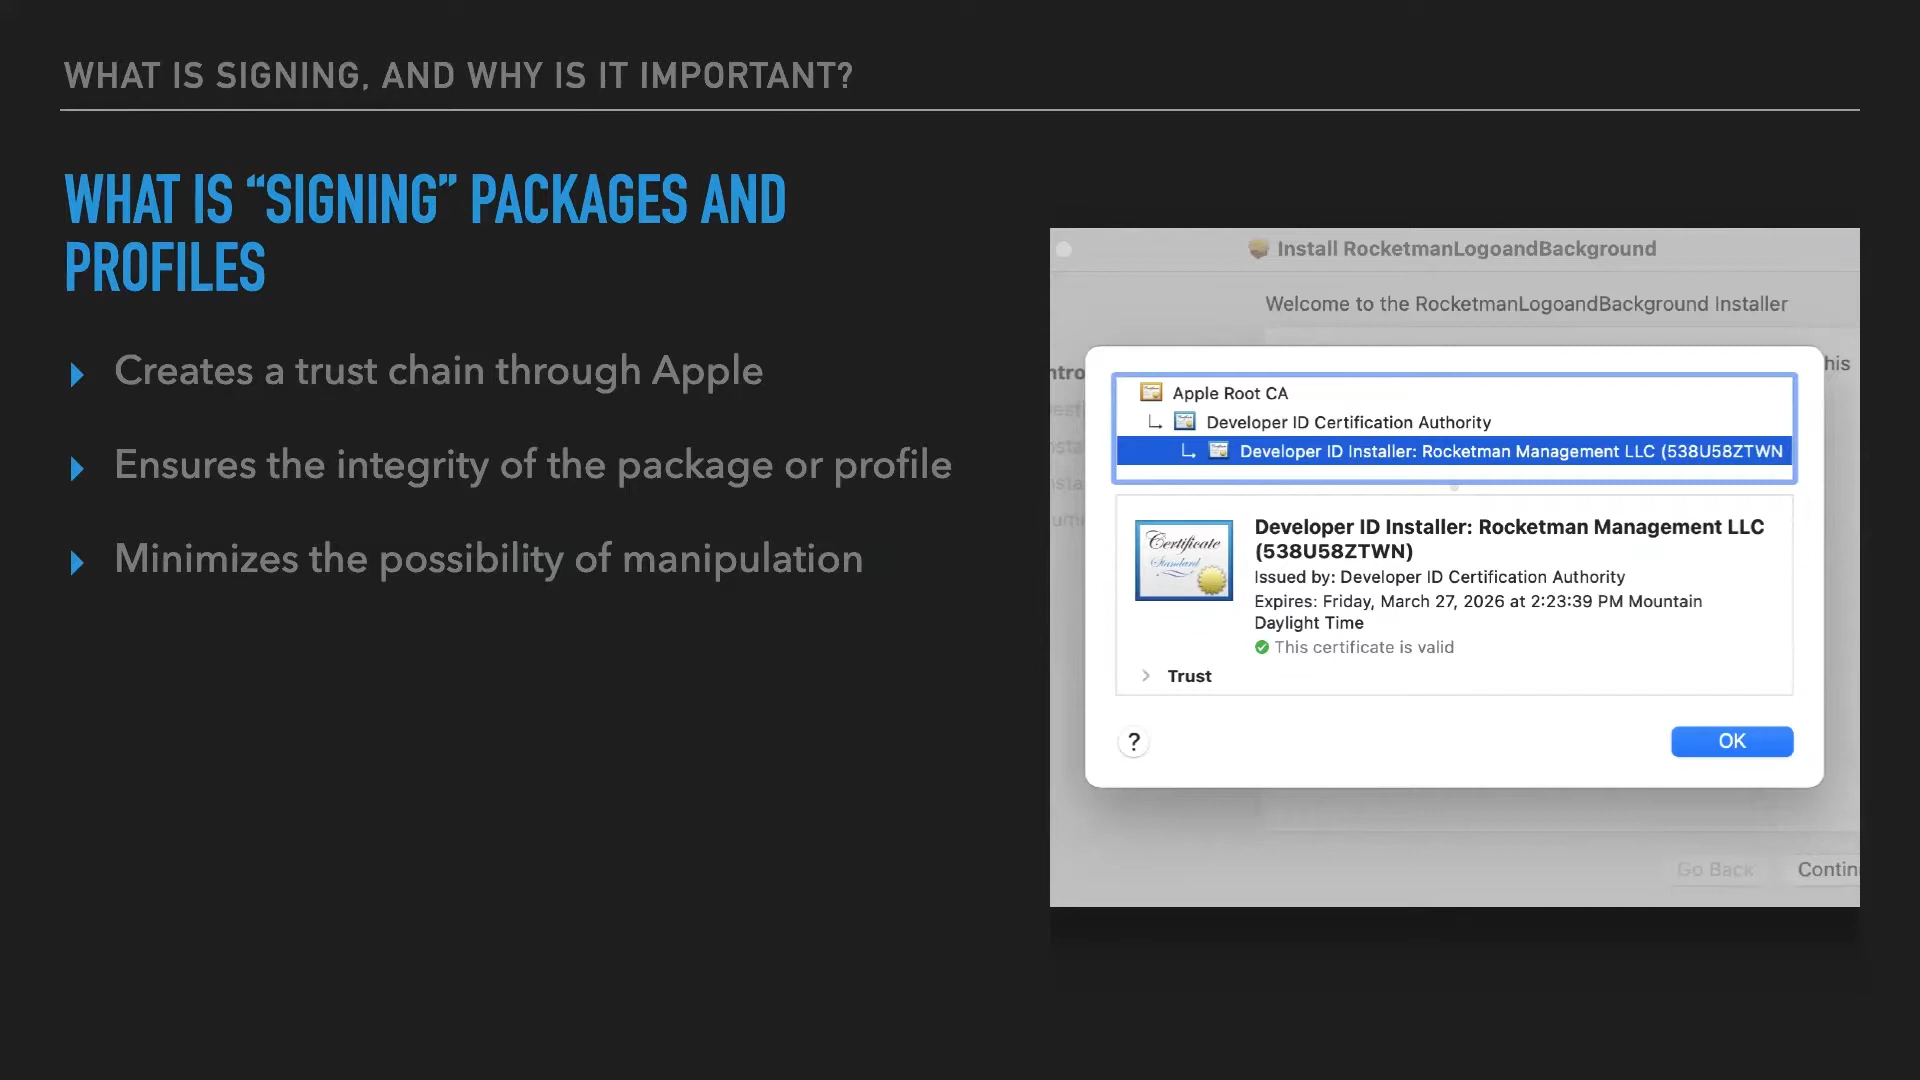 WHAT IS SIGNING, AND WHY IS IT IMPORTANT?
WHAT IS “SIGNING” PACKAGES AND
PROFILES
Creates a trust chain through Apple
Ensures the integrity of the package or profile
Minimizes the possibility of manipulation
Install RocketmanLogoandBackground
Welcome to the RocketmanLogoandBackground Installer
Apple Root CA
Developer ID Certification Authority
Developer ID Installer: Rocketman Management LLC (538U58ZTWN
Developer ID Installer: Rocketman Management LLC
(538U58ZTWN)
Issued by: Developer ID Certification Authority
Expires: Friday, March 27, 2026 at 2:23:39 PM Mountain
Daylight Time
This certificate is valid
Trust
?
OK
Go Back
Contin
Certificate
Standard